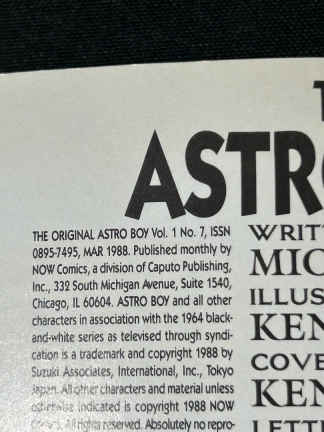 T
ASTRO
THE ORIGINAL ASTRO BOY Vol. 1 No. 7, ISSN
0895-7495, MAR 1988. Published monthly by
NOW Comics, a division of Caputo Publishing,
Inc., 332 South Michigan Avenue, Suite 1540,
Chicago, IL 60604. ASTRO BOY and all other
characters in association with the 1964 black-
and-white series as televised through syndi-
cation is a trademark and copyright 1988 by
Suzuki Associates, International, Inc., Tokyo
Japan. All other characters and material unless
otherwise indicated is copyright 1988 NOW
Comics. All rights reserved. Absolutely no repro-
WRITT
MIC
ILLUS
KEN
COVE
KEN
LETTE